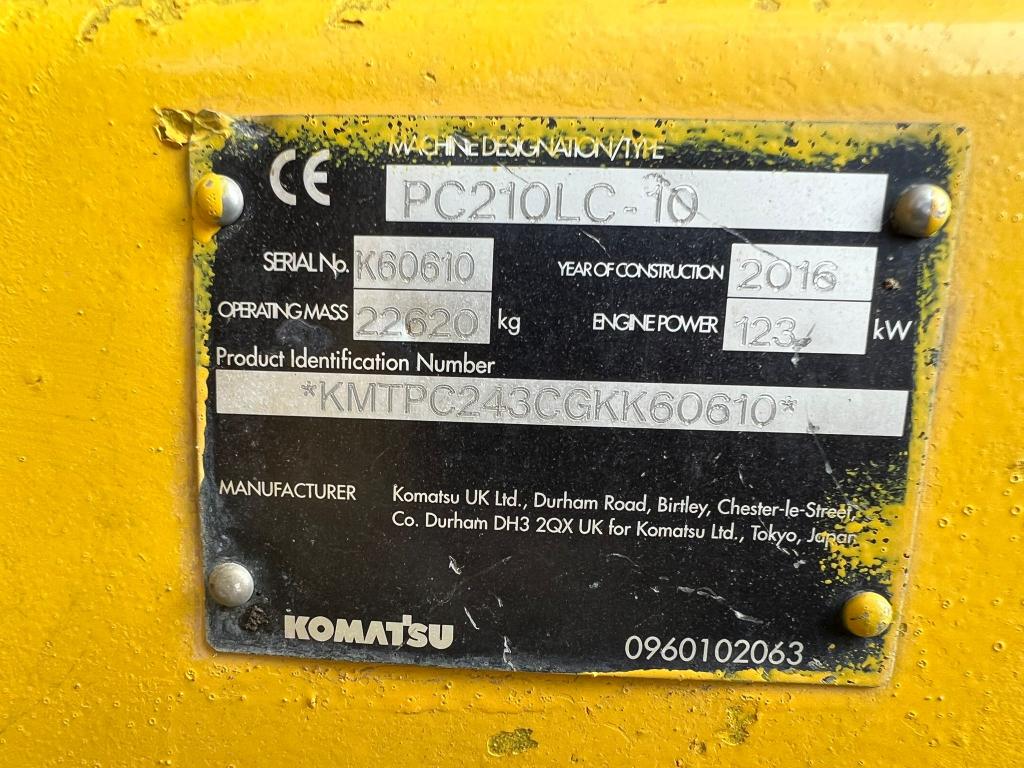 CE
MACHINE DESIGNATION/TYPE
PC210LC-10
SERIAL No. K60610 YEAR OF CONSTRUCTION 2016
OPERATING MASS 22620 kg ENGINE POWER 123 kW
Product Identification Number
*KMTPC243CGKK60610*
MANUFACTURER Komatsu UK Ltd., Durham Road, Birtley, Chester-le-Street,
Co. Durham DH3 2QX UK for Komatsu Ltd., Tokyo, Japan
KOMATSU 0960102063